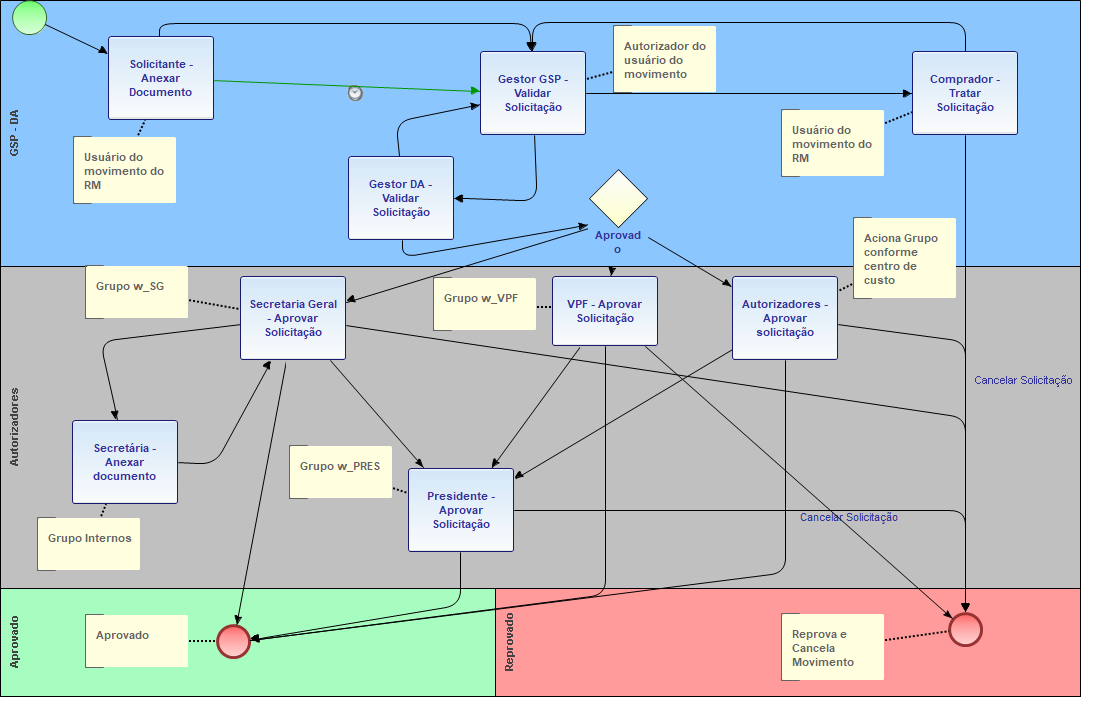 GSP - DA
Solicitante -
Anexar
Documento
Usuário do
movimento do
RM
Gestor GSP -
Validar
Solicitação
Autorizador do
usuário do
movimento
Comprador -
Tratar
Solicitação
Usuário do
movimento do
RM
Gestor DA -
Validar
Solicitação
Aprovad
o
Aciona Grupo
conforme
centro de
custo
Autorizadores
Grupo w_SG
Secretaria Geral
- Aprovar
Solicitação
Grupo w_VPF
VPF - Aprovar
Solicitação
Autorizadores -
Aprovar
solicitação
Cancelar Solicitação
Secretária -
Anexar
documento
Grupo Internos
Grupo w_PRES
Presidente -
Aprovar
Solicitação
Cancelar Solicitação
Aprovado
Aprovado
Reprovado
Reprova e
Cancela
Movimento